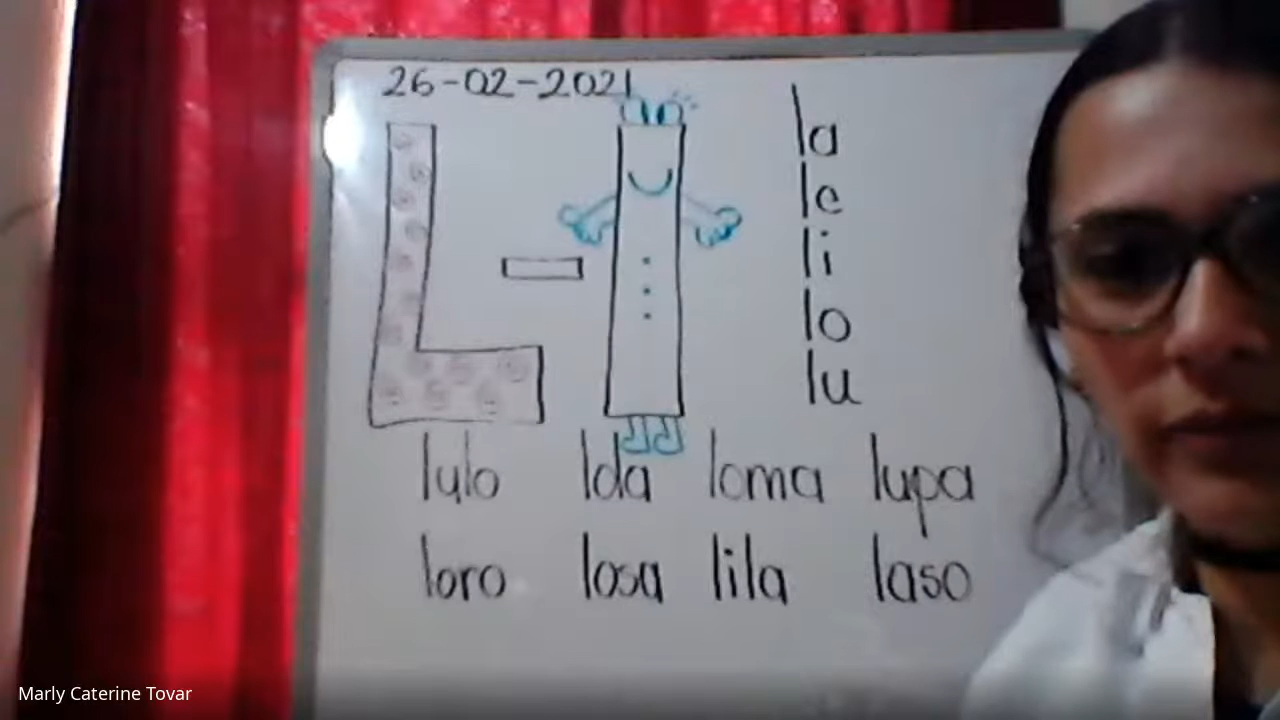 26-02-2021
L - l
la
le
li
lo
lu
lulo lola loma lupa
loro losa lila laso
Marly Caterine Tovar